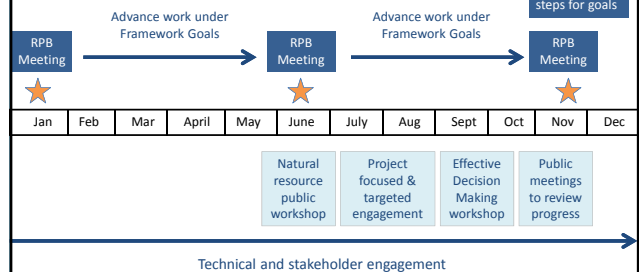 steps for goals
Advance work under
Framework Goals
Advance work under
Framework Goals
RPB
Meeting
RPB
Meeting
RPB
Meeting
Jan Feb Mar April May June July Aug Sept Oct Nov Dec
Natural
resource
public
workshop
Project
focused &
targeted
engagement
Effective
Decision
Making
workshop
Public
meetings
to review
progress
Technical and stakeholder engagement